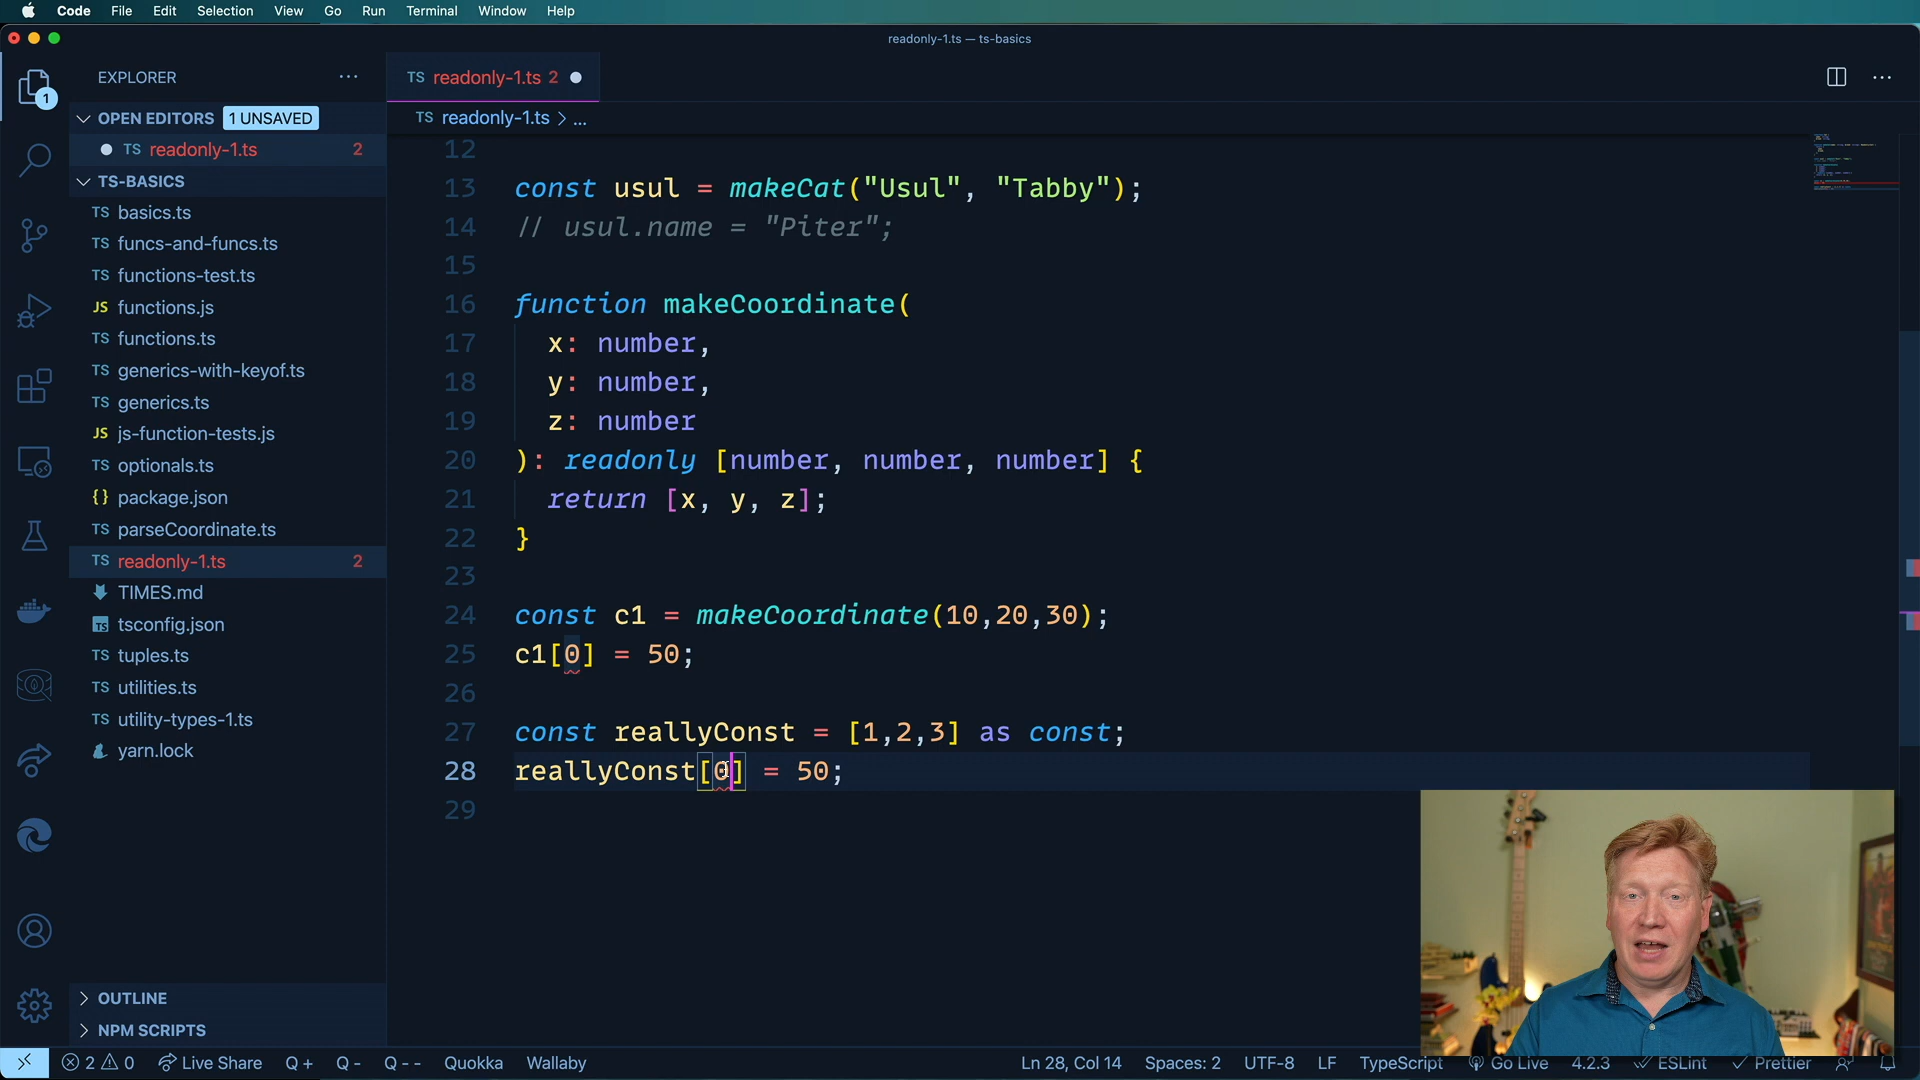 Code File Edit Selection View Go Run Terminal Window Help
readonly-1.ts — ts-basics
EXPLORER ...
TS readonly-1.ts 2
OPEN EDITORS 1 UNSAVED
TS readonly-1.ts > ...
TS readonly-1.ts 2
TS-BASICS
TS basics.ts
TS funcs-and-funcs.ts
TS functions-test.ts
JS functions.js
TS functions.ts
TS generics-with-keyof.ts
TS generics.ts
JS js-function-tests.js
TS optionals.ts
{} package.json
TS parseCoordinate.ts
TS readonly-1.ts 2
TIMES.md
TS tsconfig.json
TS tuples.ts
TS utilities.ts
TS utility-types-1.ts
yarn.lock
OUTLINE
NPM SCRIPTS
1
12
13 const usul = makeCat("Usul", "Tabby");
14 // usul.name = "Piter";
15
16 function makeCoordinate(
17 x: number,
18 y: number,
19 z: number
20 ): readonly [number, number, number] {
21 return [x, y, z];
22 }
23
24 const c1 = makeCoordinate(10,20,30);
25 c1[0] = 50;
26
27 const reallyConst = [1,2,3] as const;
28 reallyConst[0] = 50;
29
2 0 Live Share Q + Q - Q - - Quokka Wallaby Ln 28, Col 14 Spaces: 2 UTF-8 LF TypeScript Go Live 4.2.3 ESLint Prettier